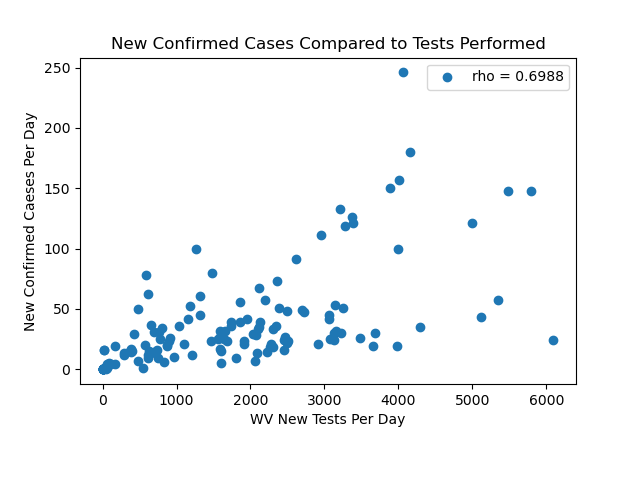 New Confirmed Cases Compared to Tests Performed
rho = 0.6988
250
200
150
100
50
0
New Confirmed Caeses Per Day
0 1000 2000 3000 4000 5000 6000
WV New Tests Per Day